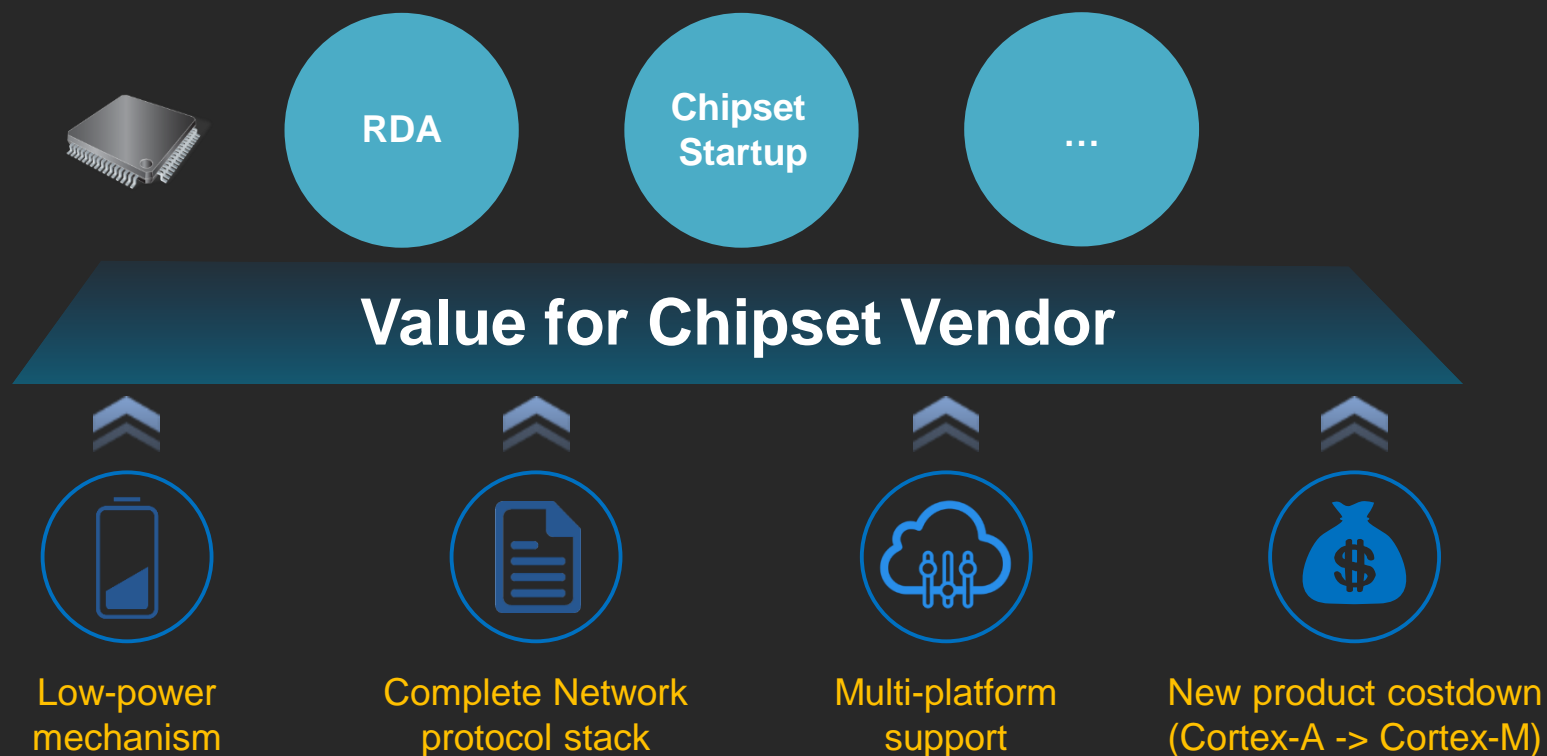 RDA
Chipset
Startup
...
Value for Chipset Vendor
$
Low-power
mechanism
Complete Network
protocol stack
Multi-platform
support
New product costdown
(Cortex-A -> Cortex-M)